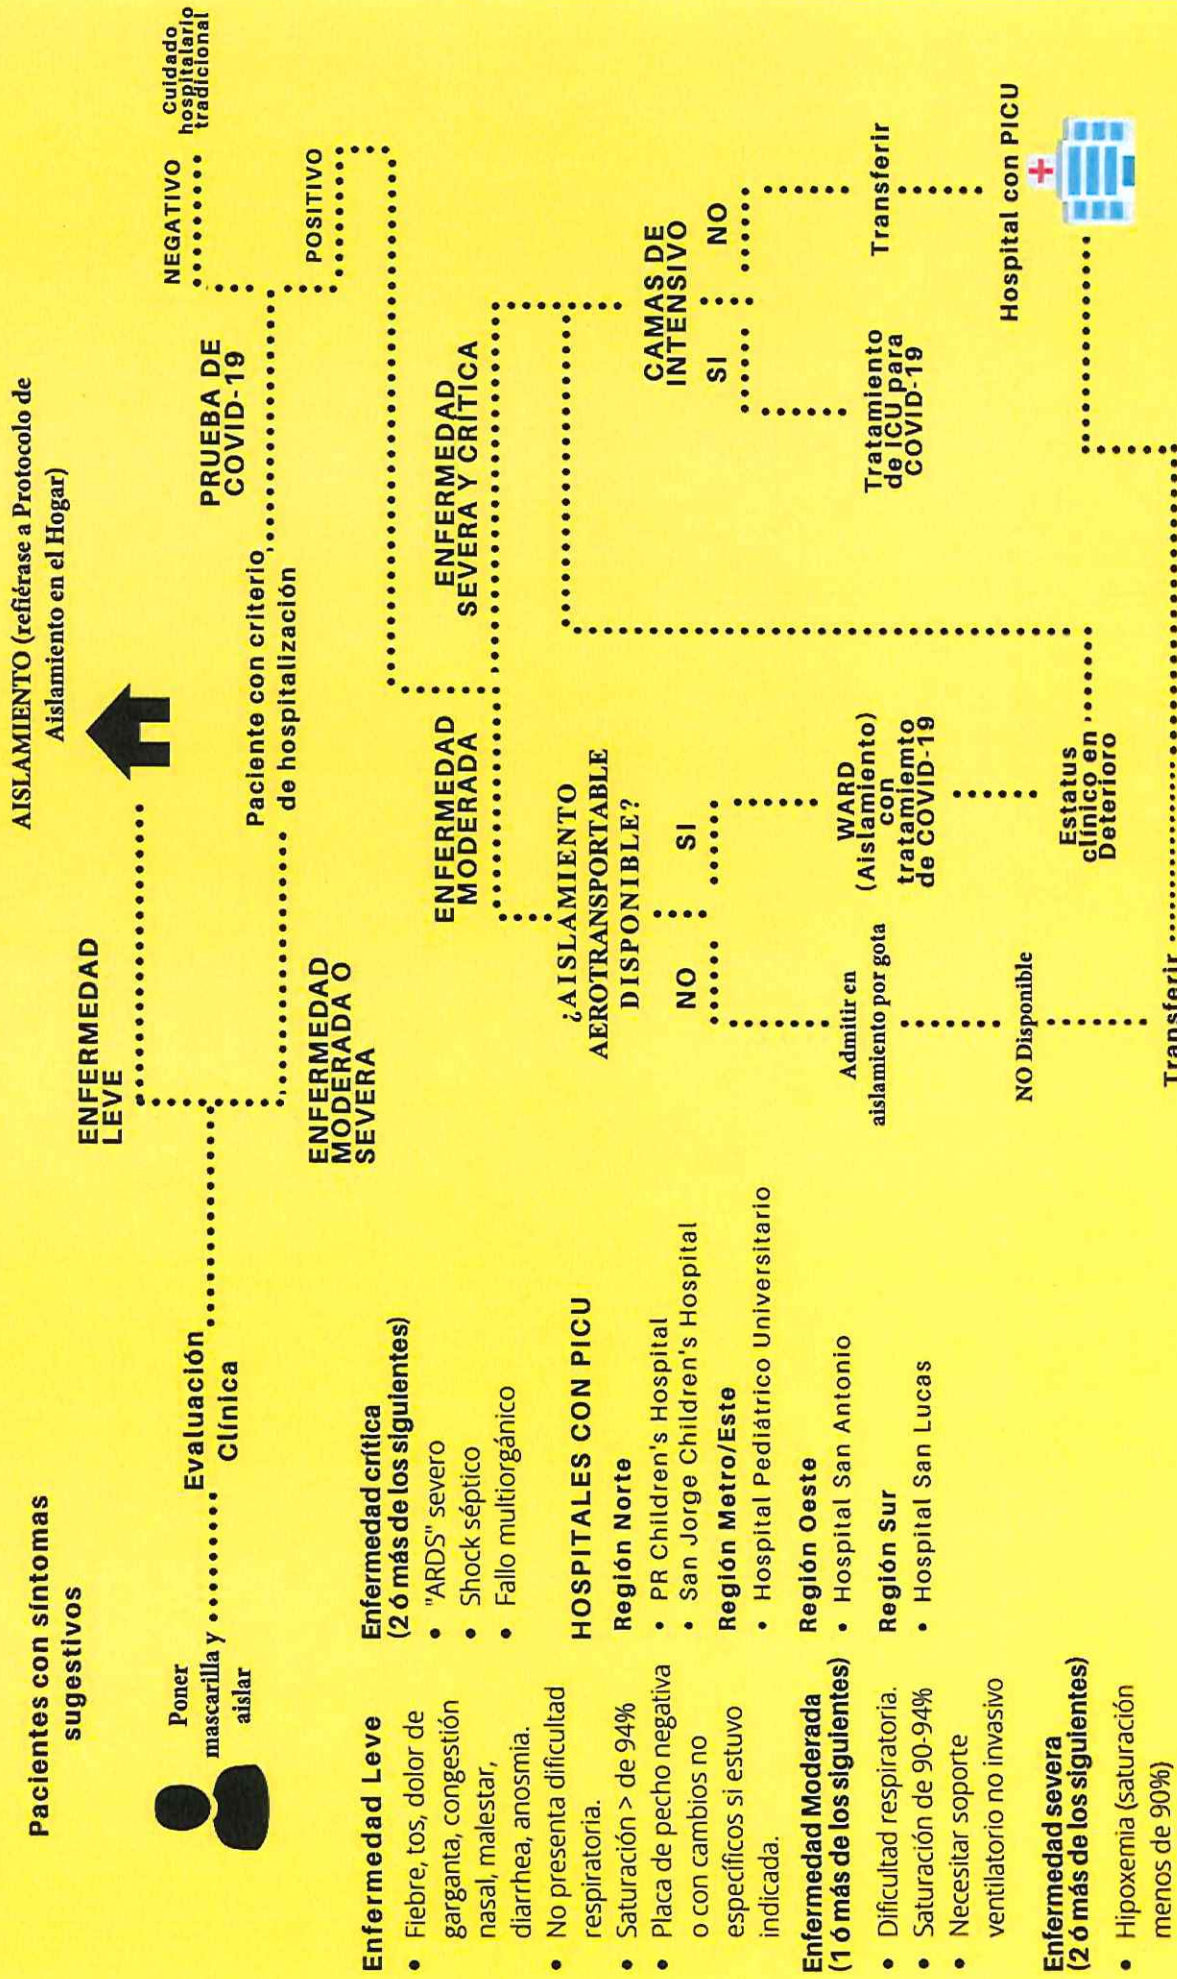 Pacientes con síntomas
sugestivos
Poner
mascarilla y
aislar
Evaluación
Clínica
ENFERMEDAD
LEVE
AISLAMIENTO (refiérase a Protocolo de
Aislamiento en el Hogar)
ENFERMEDAD
MODERADA O
SEVERA
Paciente con criterio
de hospitalización
PRUEBA DE
COVID-19
NEGATIVO
Cuidado
hospitalario
tradicional
POSITIVO
ENFERMEDAD
MODERADA
ENFERMEDAD
SEVERA Y CRÍTICA
¿AISLAMIENTO
AEROTRANSPORTABLE
DISPONIBLE?
NO
SI
Admitir en
aislamiento por gota
NO Disponible
Transferir
WARD
(Aislamiento)
con
tratamiemto
de COVID-19
Estatus
clínico en
Deterioro
CAMAS DE
INTENSIVO
SI
NO
Tratamiento
de ICU para
COVID-19
Transferir
Hospital con PICU
Enfermedad Leve
• Fiebre, tos, dolor de
garganta, congestión
nasal, malestar,
diarrhea, anosmia.
• No presenta dificultad
respiratoria.
• Saturación > de 94%
• Placa de pecho negativa
o con cambios no
específicos si estuvo
indicada.
Enfermedad Moderada
(1 ó más de los siguientes)
• Dificultad respiratoria.
• Saturación de 90-94%
• Necesitar soporte
ventilatorio no invasivo
Enfermedad severa
(2 ó más de los siguientes)
• Hipoxemia (saturación
menos de 90%)
Enfermedad crítica
(2 ó más de los siguientes)
• "ARDS" severo
• Shock séptico
• Fallo multiorgánico
HOSPITALES CON PICU
Región Norte
• PR Children's Hospital
• San Jorge Children's Hospital
Región Metro/Este
• Hospital Pediátrico Universitario
Región Oeste
• Hospital San Antonio
Región Sur
• Hospital San Lucas